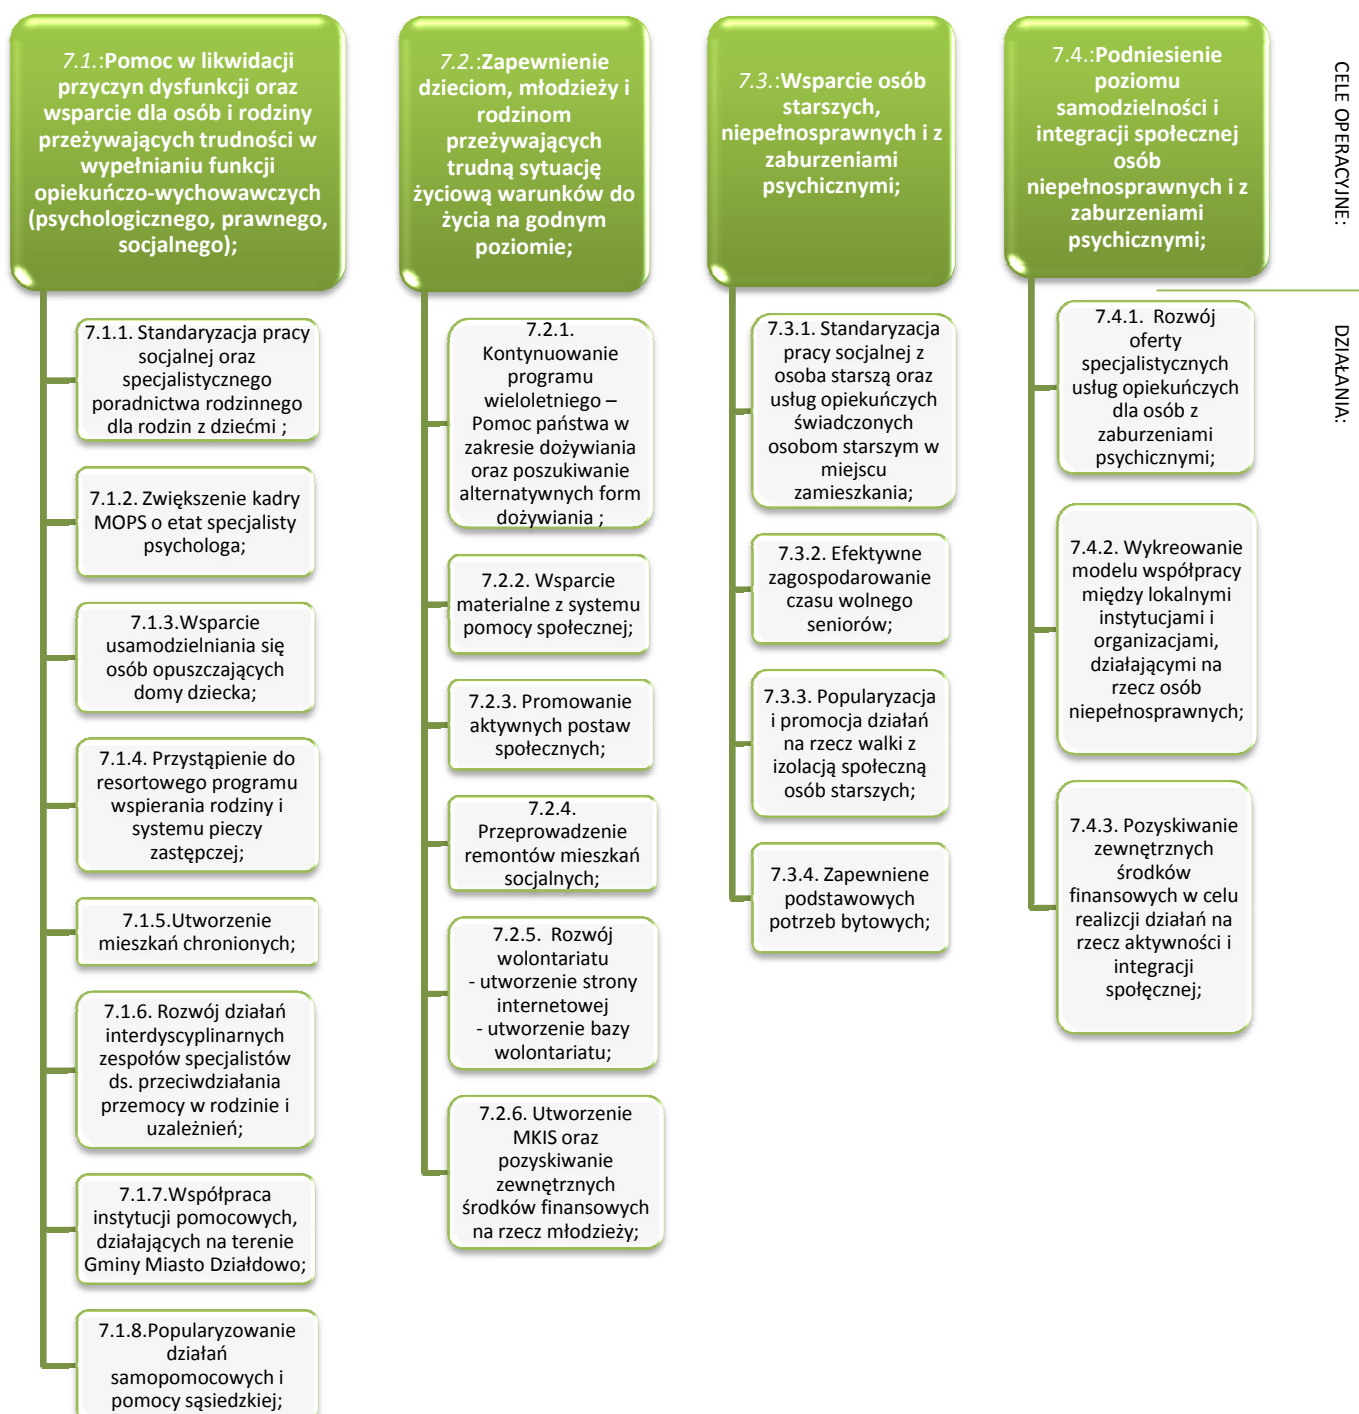 7.1.:Pomoc w likwidacji
przyczyn dysfunkcji oraz
wsparcie dla osób i rodziny
przeżywających trudności w
wypełnianiu funkcji
opiekuńczo-wychowawczych
(psychologicznego, prawnego,
socjalnego);
7.1.1. Standaryzacja pracy
socjalnej oraz
specjalistycznego
poradnictwa rodzinnego
dla rodzin z dziećmi ;
7.1.2. Zwiększenie kadry
MOPS o etat specjalisty
psychologa;
7.1.3.Wsparcie
usamodzielniania się
osób opuszczających
domy dziecka;
7.1.4. Przystąpienie do
resortowego programu
wspierania rodziny i
systemu pieczy
zastępczej;
7.1.5.Utworzenie
mieszkań chronionych;
7.1.6. Rozwój działań
interdyscyplinarnych
zespołów specjalistów
ds. przeciwdziałania
przemocy w rodzinie i
uzależnień;
7.1.7.Współpraca
instytucji pomocowych,
działających na terenie
Gminy Miasto Działdowo;
7.1.8.Popularyzowanie
działań
samopomocowych i
pomocy sąsiedzkiej;
7.2.:Zapewnienie
dzieciom, młodzieży i
rodzinom
przeżywających
trudną sytuację
życiową warunków do
życia na godnym
poziomie;
7.2.1.
Kontynuowanie
programu
wieloletniego –
Pomoc państwa w
zakresie dożywiania
oraz poszukiwanie
alternatywnych form
dożywiania ;
7.2.2. Wsparcie
materialne z systemu
pomocy społecznej;
7.2.3. Promowanie
aktywnych postaw
społecznych;
7.2.4.
Przeprowadzenie
remontów mieszkań
socjalnych;
7.2.5. Rozwój
wolontariatu
- utworzenie strony
internetowej
- utworzenie bazy
wolontariatu;
7.2.6. Utworzenie
MKIS oraz
pozyskiwanie
zewnętrznych
środków finansowych
na rzecz młodzieży;
7.3.:Wsparcie osób
starszych,
niepełnosprawnych i z
zaburzeniami
psychicznymi;
7.3.1. Standaryzacja
pracy socjalnej z
osoba starszą oraz
usług opiekuńczych
świadczonych
osobom starszym w
miejscu
zamieszkania;
7.3.2. Efektywne
zagospodarowanie
czasu wolnego
seniorów;
7.3.3. Popularyzacja
i promocja działań
na rzecz walki z
izolacją społeczną
osób starszych;
7.3.4. Zapewniene
podstawowych
potrzeb bytowych;
7.4.:Podniesienie
poziomu
samodzielności i
integracji społecznej
osób
niepełnosprawnych i z
zaburzeniami
psychicznymi;
7.4.1. Rozwój
oferty
specjalistycznych
usług opiekuńczych
dla osób z
zaburzeniami
psychicznymi;
7.4.2. Wykreowanie
modelu współpracy
między lokalnymi
instytucjami i
organizacjami,
działającymi na
rzecz osób
niepełnosprawnych;
7.4.3. Pozyskiwanie
zewnętrznych
środków
finansowych w celu
realizcji działań na
rzecz aktywności i
integracji
społęcznej;
CELE OPERACYJNE:
DZIAŁANIA: